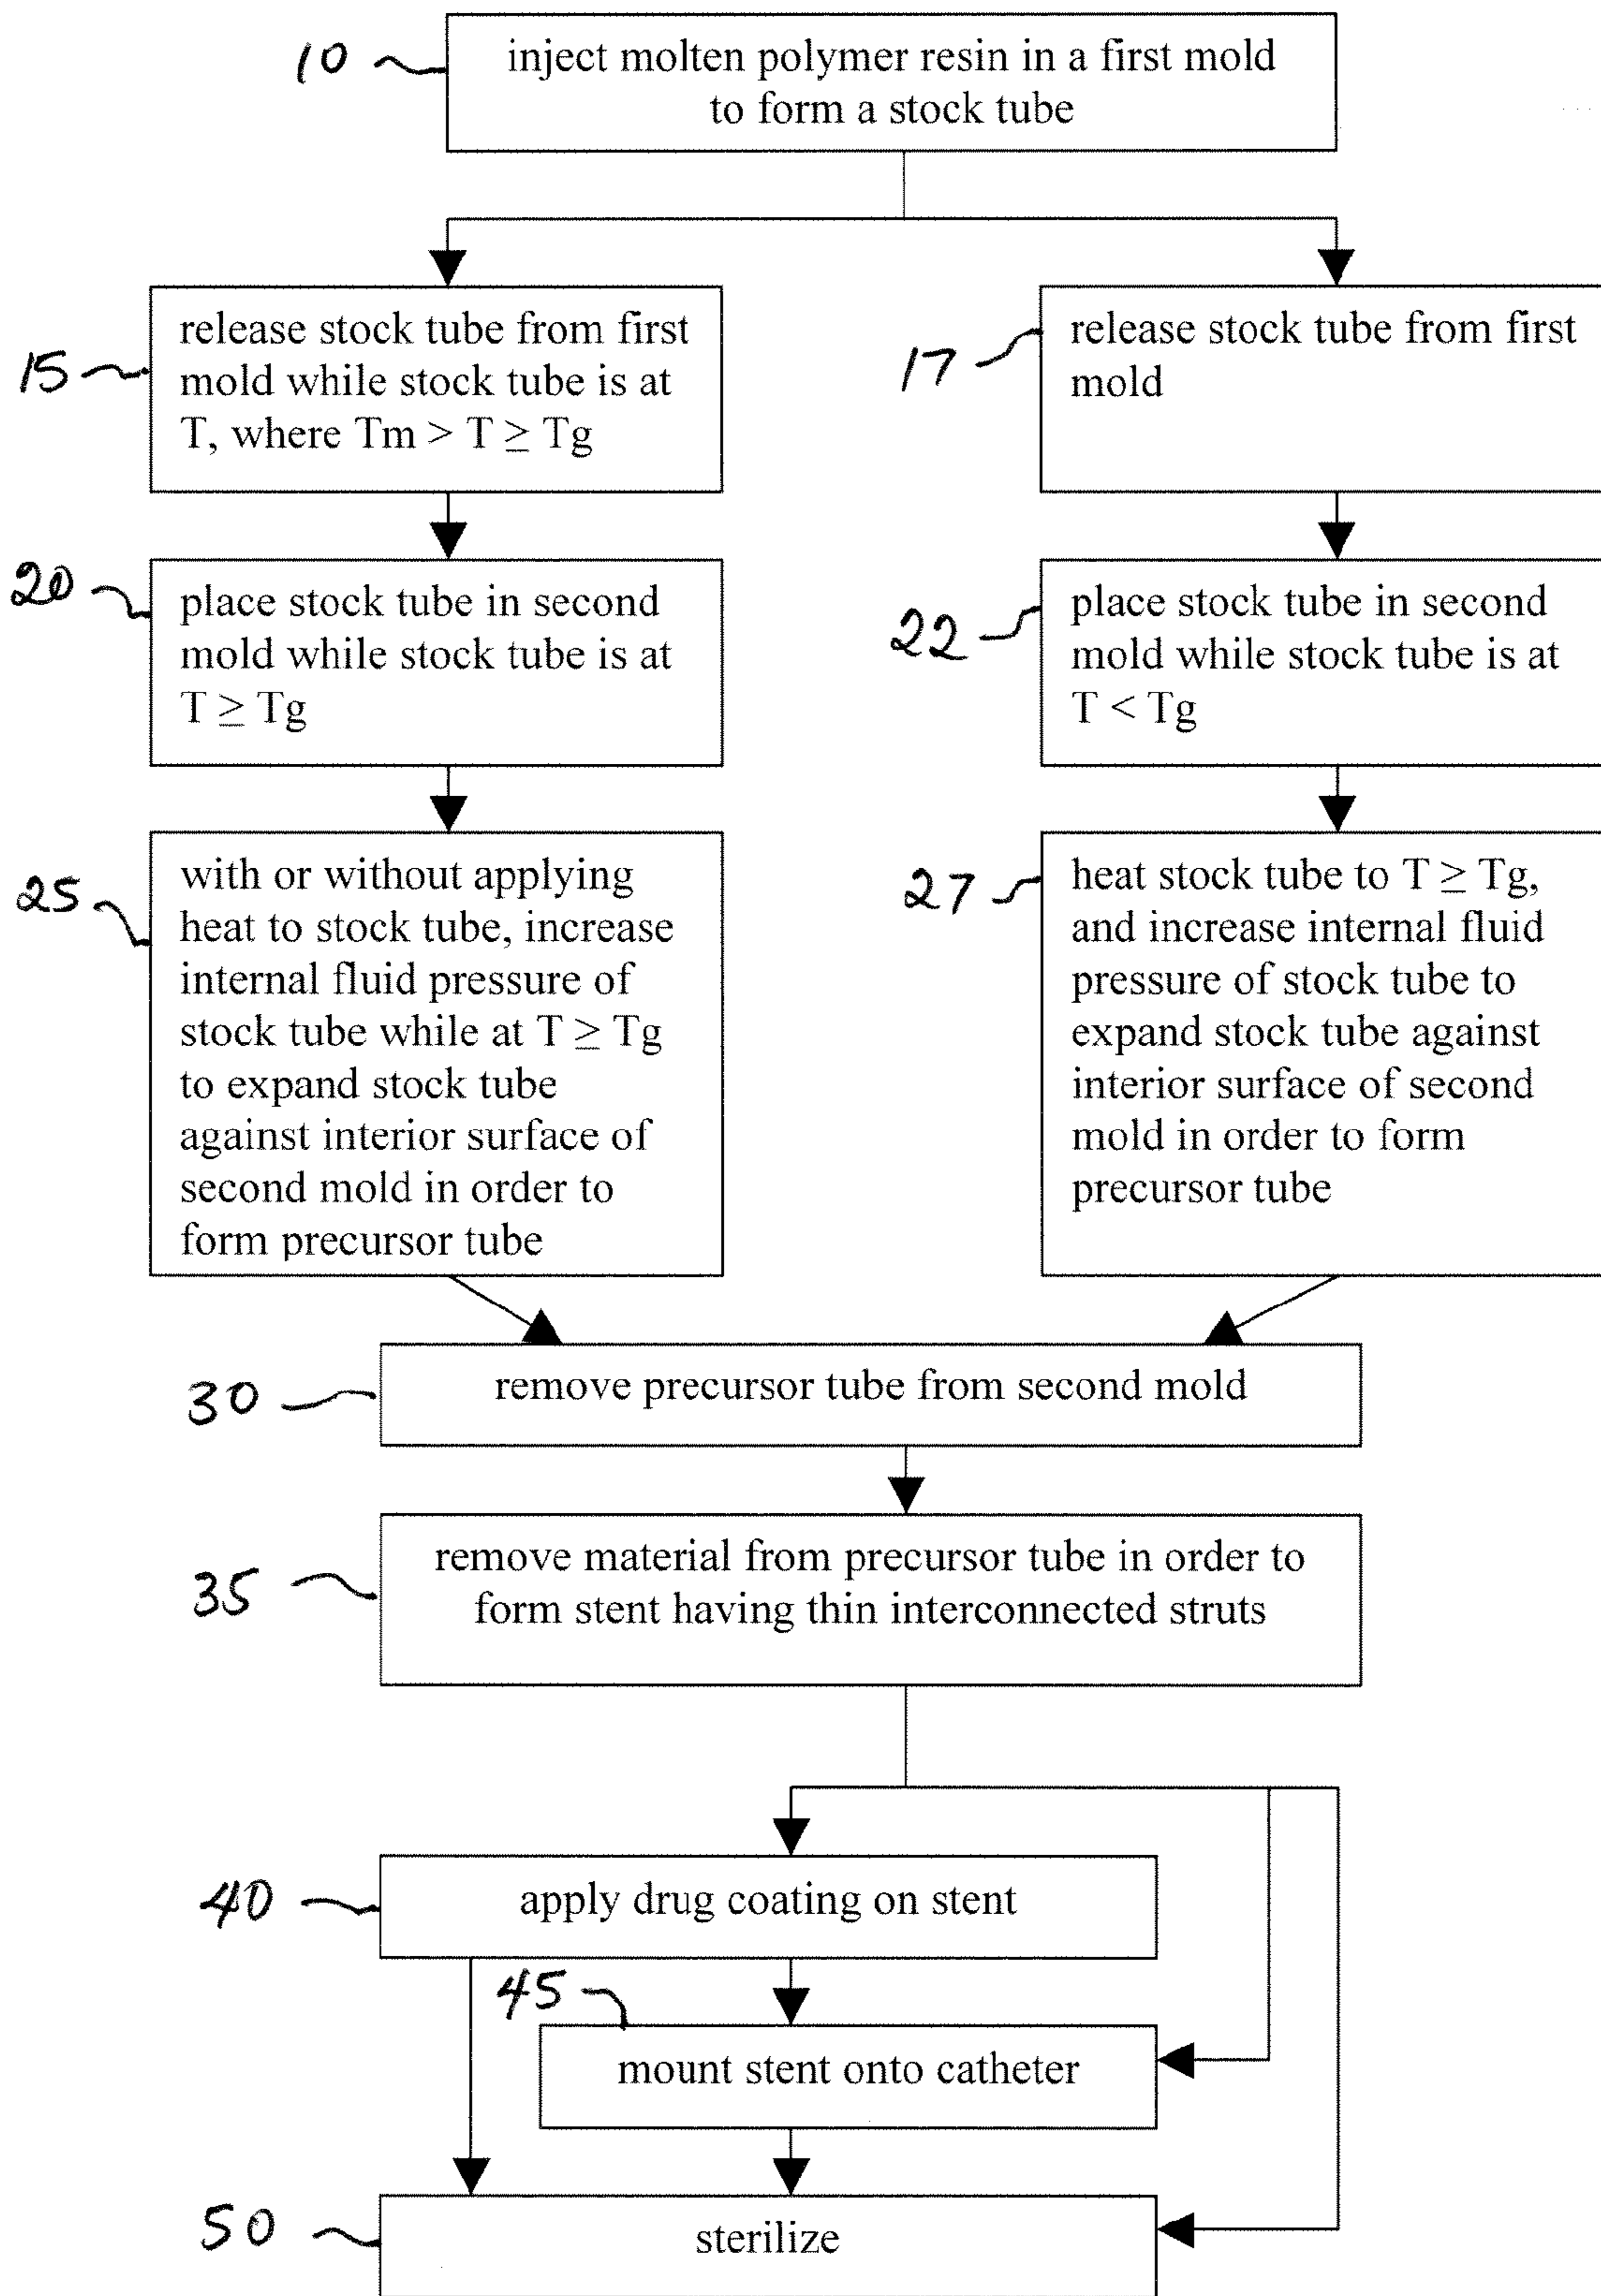 10
inject molten polymer resin in a first mold
to form a stock tube
15
release stock tube from first
mold while stock tube is at
T, where Tm > T ≥ Tg
17
release stock tube from first
mold
20
place stock tube in second
mold while stock tube is at
T ≥ Tg
22
place stock tube in second
mold while stock tube is at
T < Tg
25
with or without applying
heat to stock tube, increase
internal fluid pressure of
stock tube while at T ≥ Tg
to expand stock tube
against interior surface of
second mold in order to
form precursor tube
27
heat stock tube to T ≥ Tg,
and increase internal fluid
pressure of stock tube to
expand stock tube against
interior surface of second
mold in order to form
precursor tube
30
remove precursor tube from second mold
35
remove material from precursor tube in order to
form stent having thin interconnected struts
40
apply drug coating on stent
45
mount stent onto catheter
50
sterilize